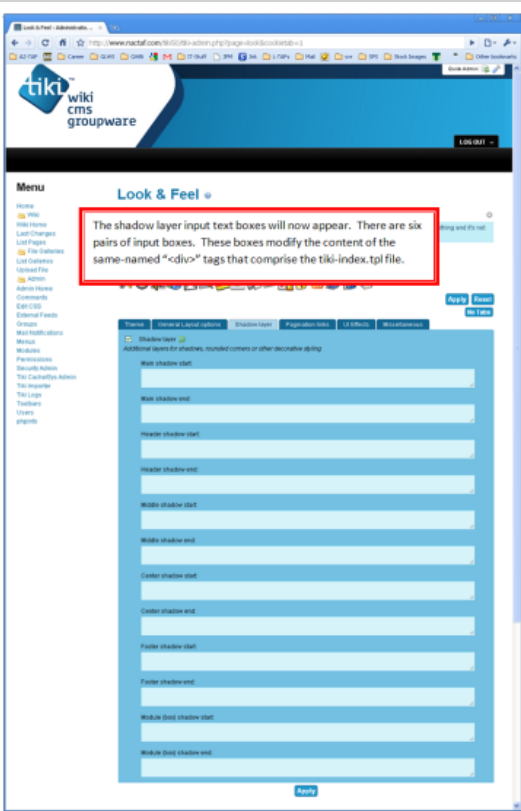 Look & Feel - Administratio...
http://www.nactaf.com/tiki50/tiki-admin.php?page=look&cookietab=1
Other bookmarks
tiki
wiki
cms
groupware
LOG OUT
Menu
Home
Wiki
Wiki Home
Last Changes
List Pages
File Galleries
List Galleries
Upload File
Admin
Admin Home
Comments
Edit CSS
External Feeds
Groups
Mail Notifications
Menus
Modules
Permissions
Security Admin
Tiki Cache/Sys Admin
Tiki Importer
Tiki Logs
Toolbars
Users
phpinfo
Look & Feel
The shadow layer input text boxes will now appear. There are six
pairs of input boxes. These boxes modify the content of the
same-named “<div>” tags that comprise the tiki-index.tpl file.
Apply Reset
No Tabs
Theme General Layout options Shadow layer Pagination links UI Effects Miscellaneous
Shadow layer
Additional layers for shadows, rounded corners or other decorative styling
Main shadow start:
Main shadow end:
Header shadow start:
Header shadow end:
Middle shadow start:
Middle shadow end:
Center shadow start:
Center shadow end:
Footer shadow start:
Footer shadow end:
Module (box) shadow start:
Module (box) shadow end:
Apply